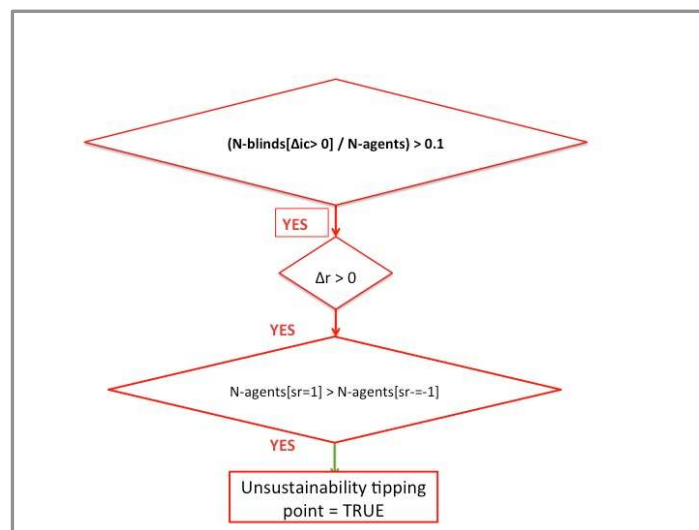 (N-blinds[Δic> 0] / N-agents) > 0.1
YES
Δr > 0
YES
N-agents[sr=1] > N-agents[sr-=-1]
YES
Unsustainability tipping
point = TRUE